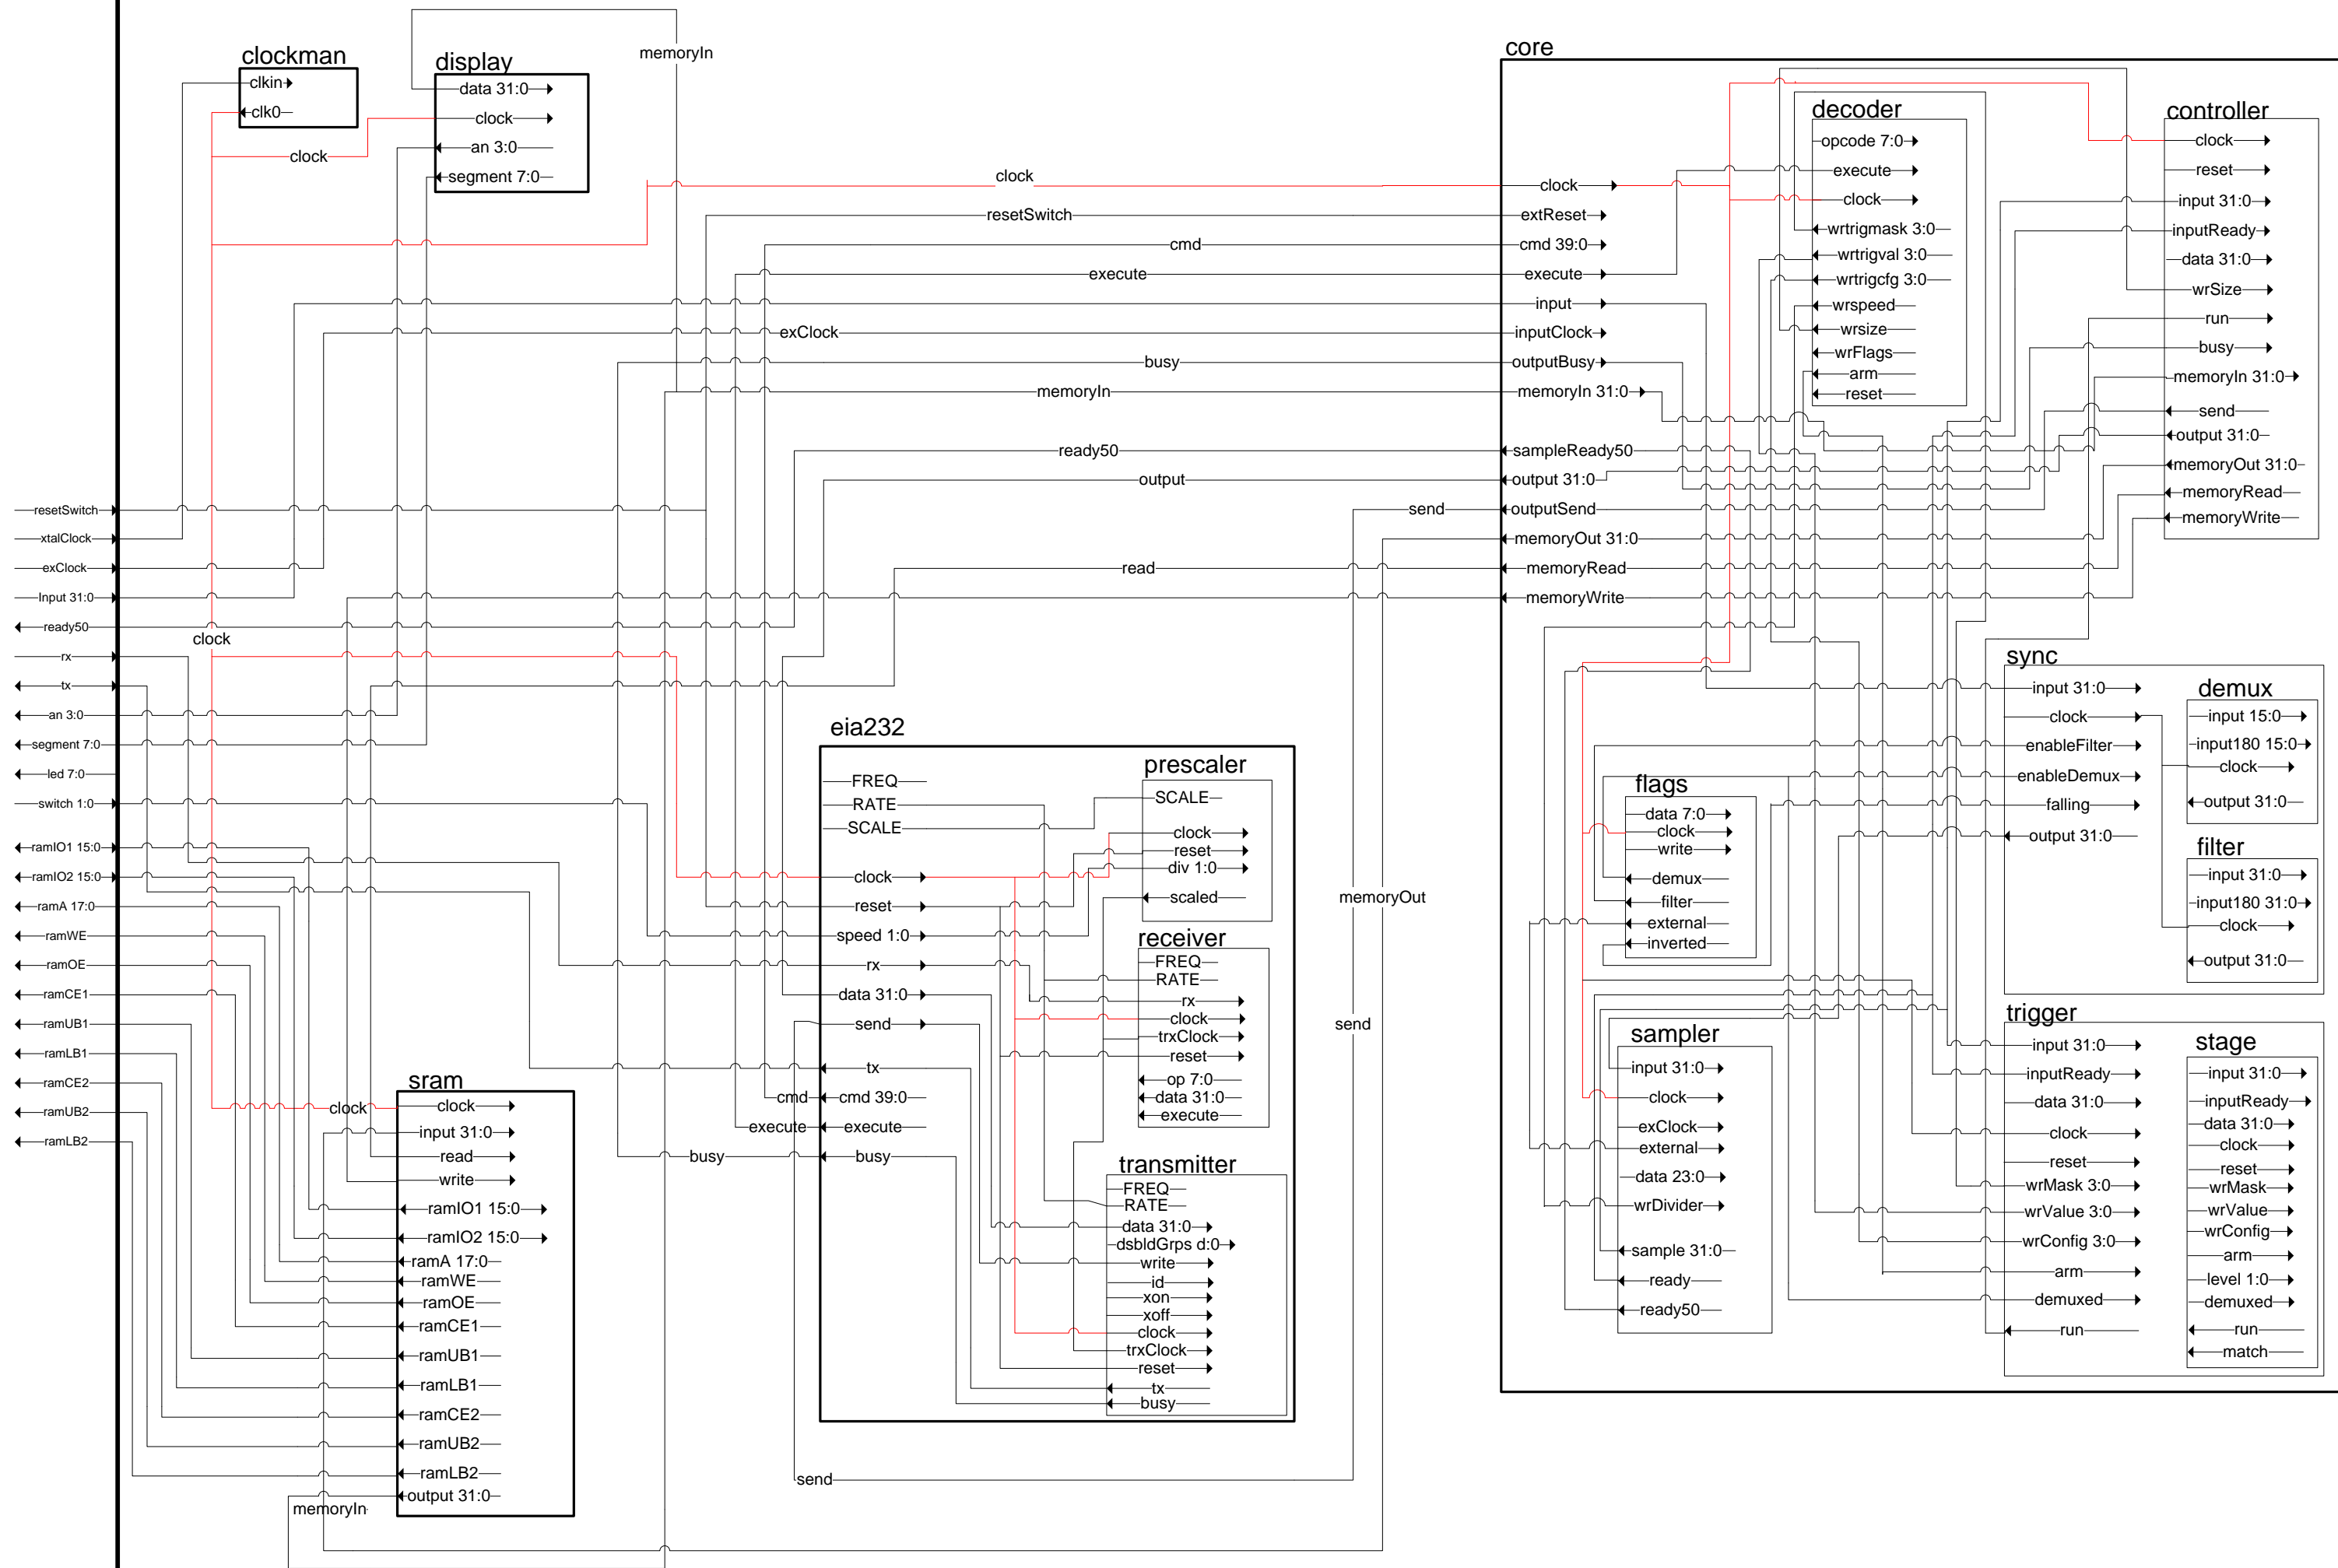 clockman
clkin
clk0
display
data 31:0
clock
an 3:0
segment 7:0
memoryIn
clock
clock
resetSwitch
cmd
execute
exClock
busy
memoryIn
ready50
output
send
read
resetSwitch
xtalClock
exClock
Input 31:0
ready50
rx
tx
an 3:0
segment 7:0
led 7:0
switch 1:0
ramIO1 15:0
ramIO2 15:0
ramA 17:0
ramWE
ramOE
ramCE1
ramUB1
ramLB1
ramCE2
ramUB2
ramLB2
clock
sram
clock
clock
input 31:0
read
write
ramIO1 15:0
ramIO2 15:0
ramA 17:0
ramWE
ramOE
ramCE1
ramUB1
ramLB1
ramCE2
ramUB2
ramLB2
output 31:0
memoryIn
eia232
FREQ
RATE
SCALE
clock
reset
speed 1:0
rx
data 31:0
send
tx
cmd
cmd 39:0
execute
execute
busy
busy
prescaler
SCALE
clock
reset
div 1:0
scaled
receiver
FREQ
RATE
rx
clock
trxClock
reset
op 7:0
data 31:0
execute
transmitter
FREQ
RATE
data 31:0
dsbldGrps d:0
write
id
xon
xoff
clock
trxClock
reset
tx
busy
memoryOut
send
send
core
clock
extReset
cmd 39:0
execute
input
inputClock
outputBusy
memoryIn 31:0
sampleReady50
output 31:0
outputSend
memoryOut 31:0
memoryRead
memoryWrite
decoder
opcode 7:0
execute
clock
wrtrigmask 3:0
wrtrigval 3:0
wrtrigcfg 3:0
wrspeed
wrsize
wrFlags
arm
reset
controller
clock
reset
input 31:0
inputReady
data 31:0
wrSize
run
busy
memoryIn 31:0
send
output 31:0
memoryOut 31:0
memoryRead
memoryWrite
sync
input 31:0
clock
enableFilter
enableDemux
falling
output 31:0
demux
input 15:0
input180 15:0
clock
output 31:0
filter
input 31:0
input180 31:0
clock
output 31:0
flags
data 7:0
clock
write
demux
filter
external
inverted
sampler
input 31:0
clock
exClock
external
data 23:0
wrDivider
sample 31:0
ready
ready50
trigger
input 31:0
inputReady
data 31:0
clock
reset
wrMask 3:0
wrValue 3:0
wrConfig 3:0
arm
demuxed
run
stage
input 31:0
inputReady
data 31:0
clock
reset
wrMask
wrValue
wrConfig
arm
level 1:0
demuxed
run
match